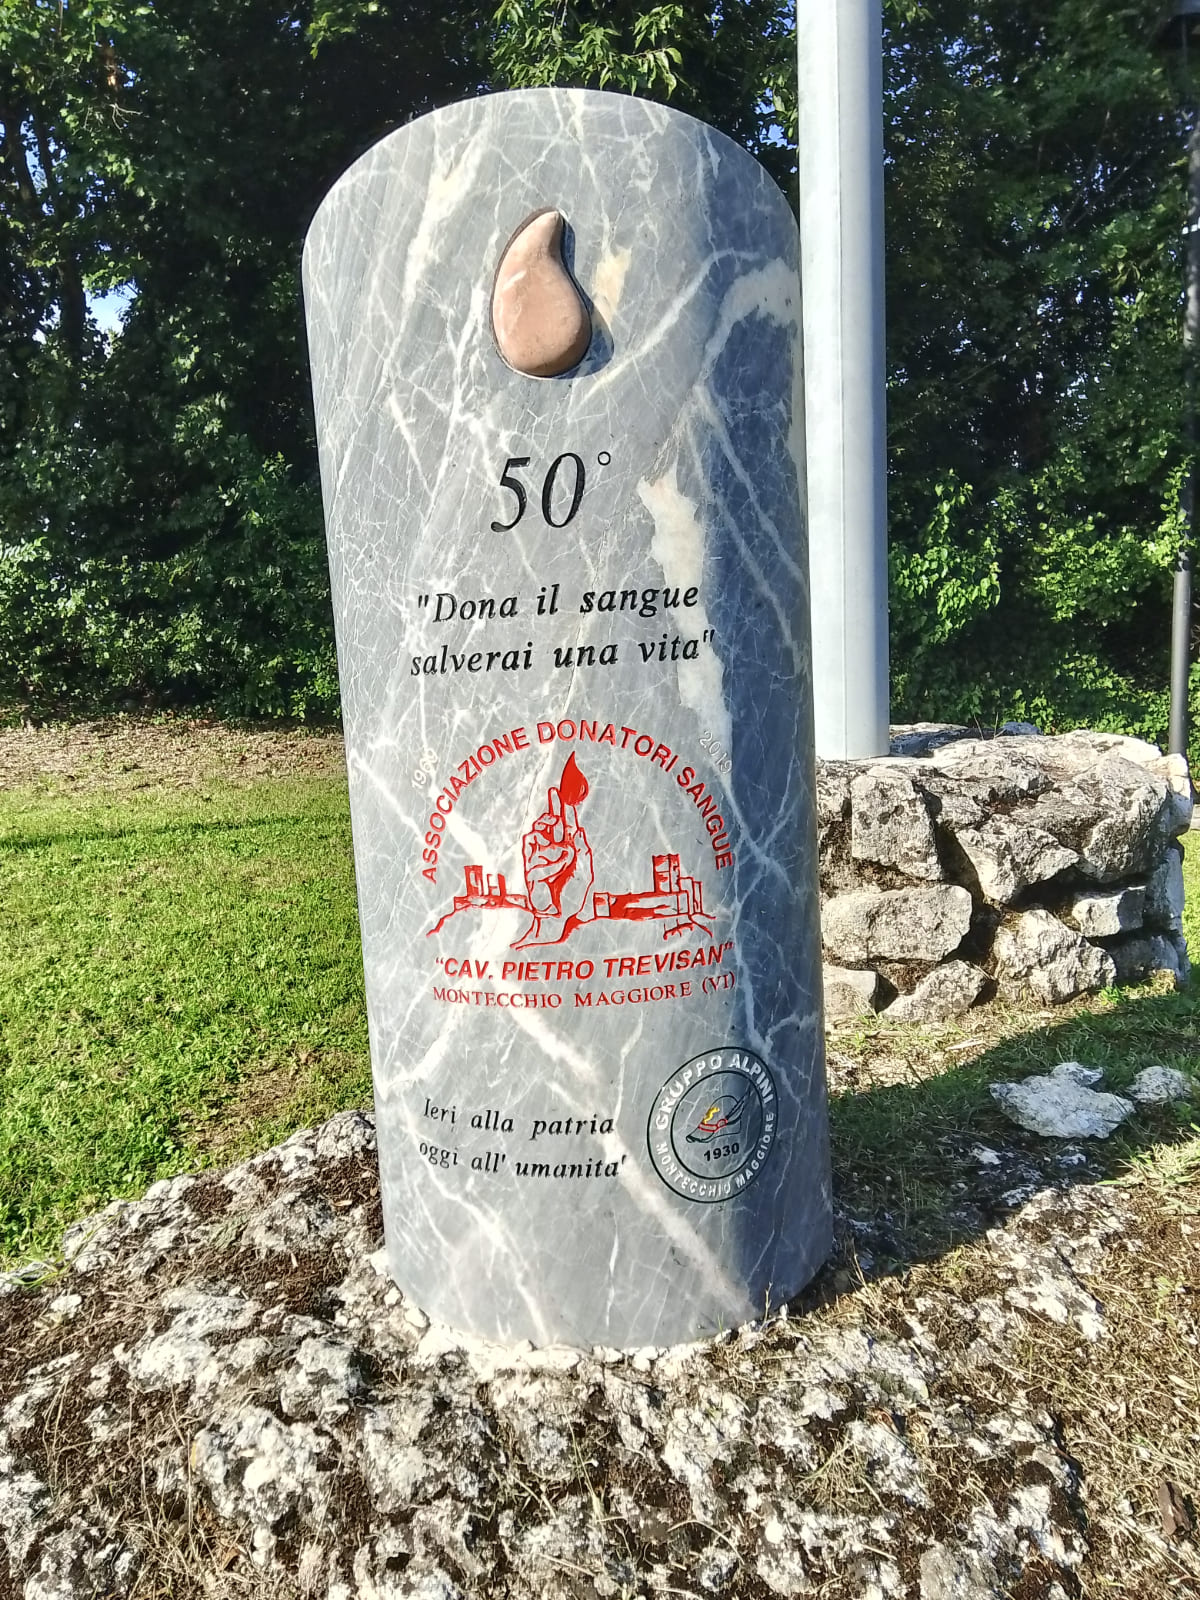 50°
"Dona il sangue
salverai una vita"
1969
2019
ASSOCIAZIONE DONATORI SANGUE
"CAV. PIETRO TREVISAN"
MONTECCHIO MAGGIORE (VI)
Ieri alla patria
oggi all' umanita'
GRUPPO ALPINI
1930
MONTECCHIO MAGGIORE